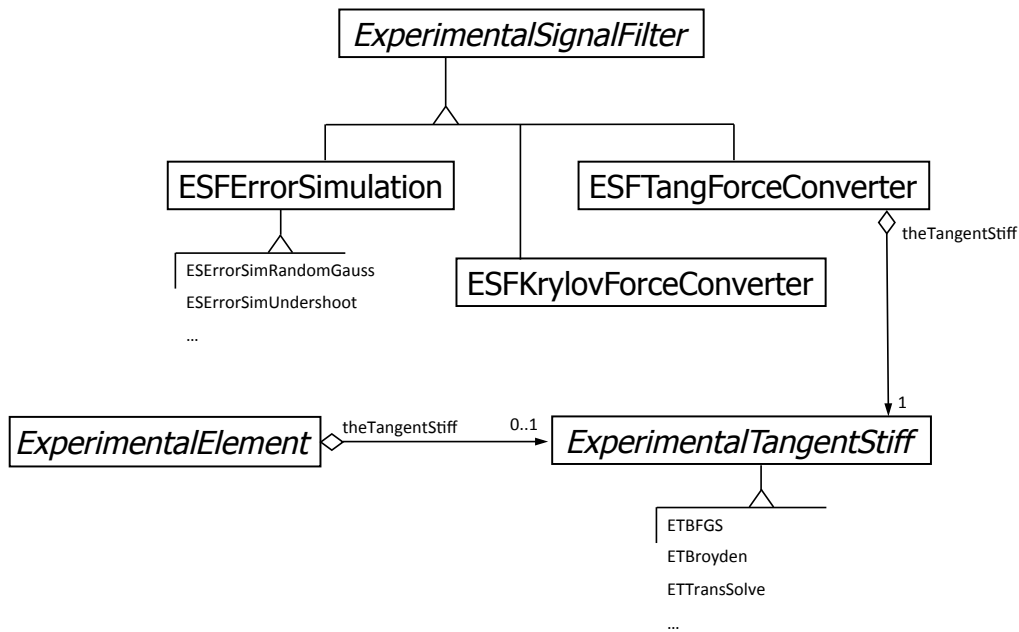 ExperimentalSignalFilter
ESFErrorSimulation
ESFTangForceConverter
theTangentStiff
ESErrorSimRandomGauss
ESErrorSimUndershoot
...
ESFKrylovForceConverter
1
ExperimentalElement
theTangentStiff
0..1
ExperimentalTangentStiff
ETBFGS
ETBroyden
ETTransSolve
...